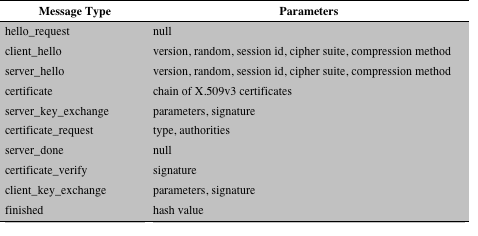 Message Type Parameters
hello_request null
client_hello version, random, session id, cipher suite, compression method
server_hello version, random, session id, cipher suite, compression method
certificate chain of X.509v3 certificates
server_key_exchange parameters, signature
certificate_request type, authorities
server_done null
certificate_verify signature
client_key_exchange parameters, signature
finished hash value